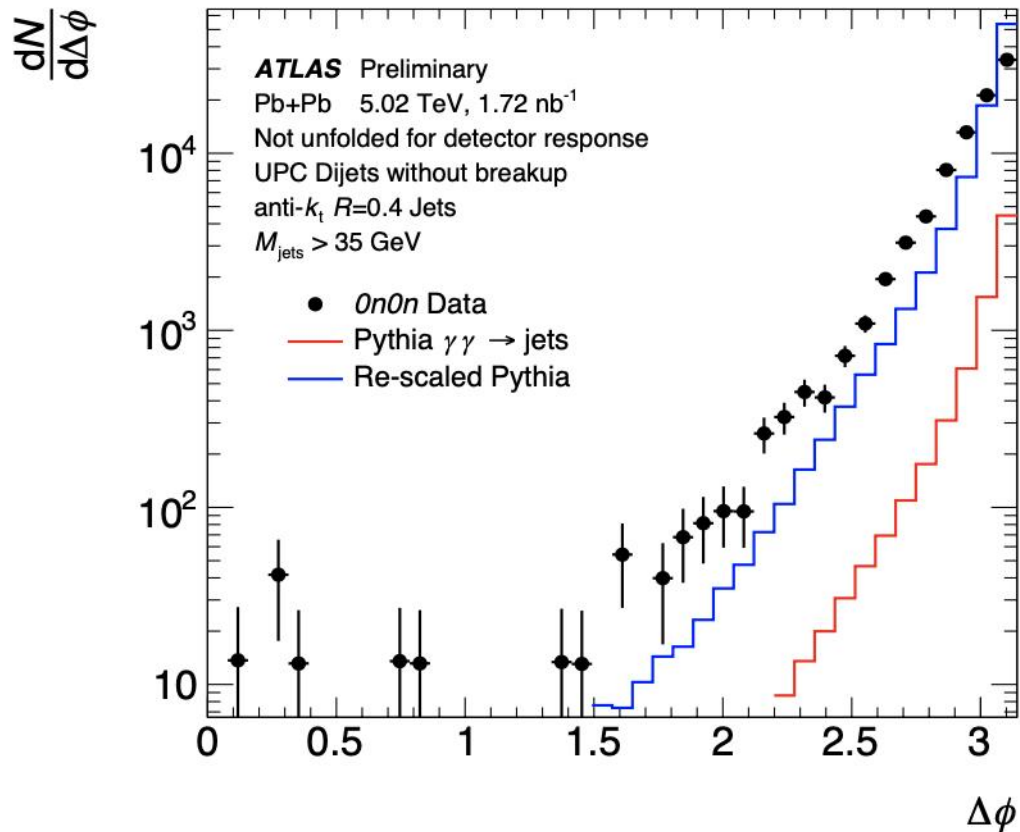 dN
dΔϕ
ATLAS Preliminary
Pb+Pb 5.02 TeV, 1.72 nb⁻¹
Not unfolded for detector response
UPC Dijets without breakup
anti-kₜ R=0.4 Jets
M_jets > 35 GeV
0n0n Data
Pythia γγ → jets
Re-scaled Pythia
10⁴
10³
10²
10
0 0.5 1 1.5 2 2.5 3
Δϕ